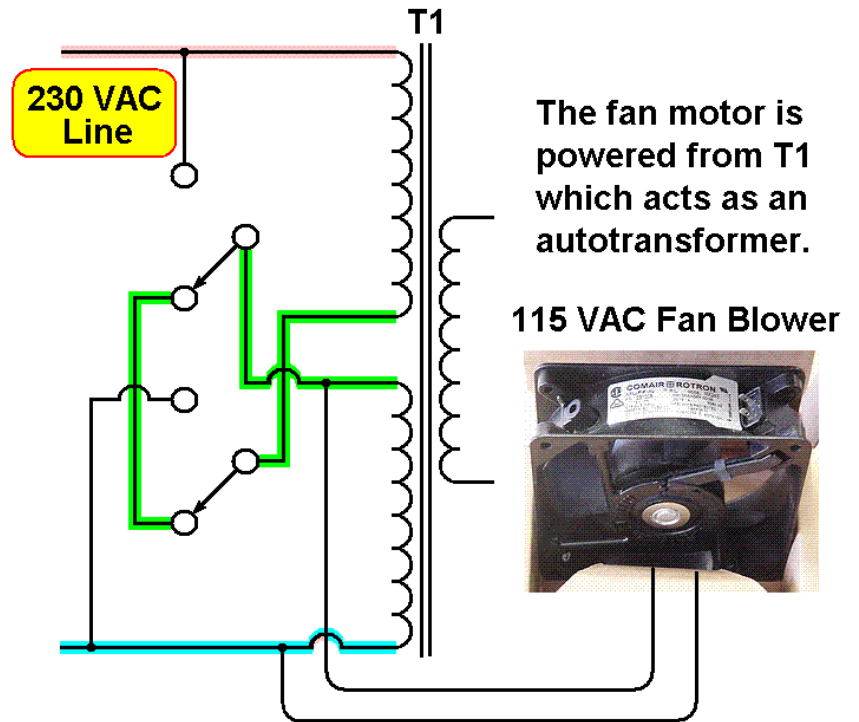 T1
230 VAC
Line
The fan motor is
powered from T1
which acts as an
autotransformer.
115 VAC Fan Blower
COMAIR ROTRON